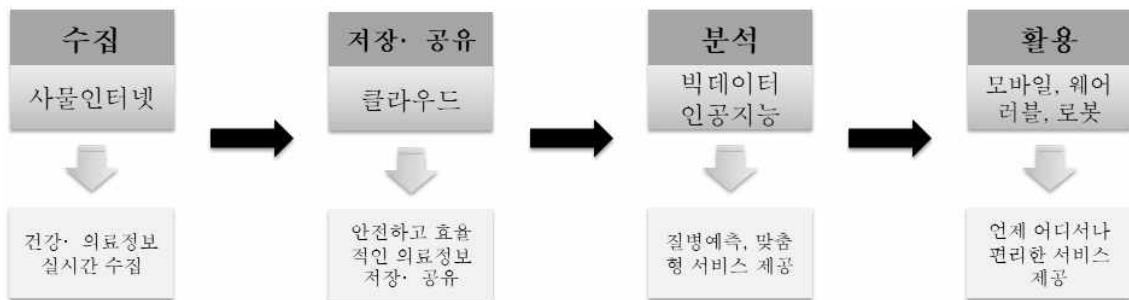 수집
사물인터넷
건강· 의료정보
실시간 수집
저장· 공유
클라우드
안전하고 효율
적인 의료정보
저장· 공유
분석
빅데이터
인공지능
질병예측, 맞춤
형 서비스 제공
활용
모바일, 웨어
러블, 로봇
언제 어디서나
편리한 서비스
제공